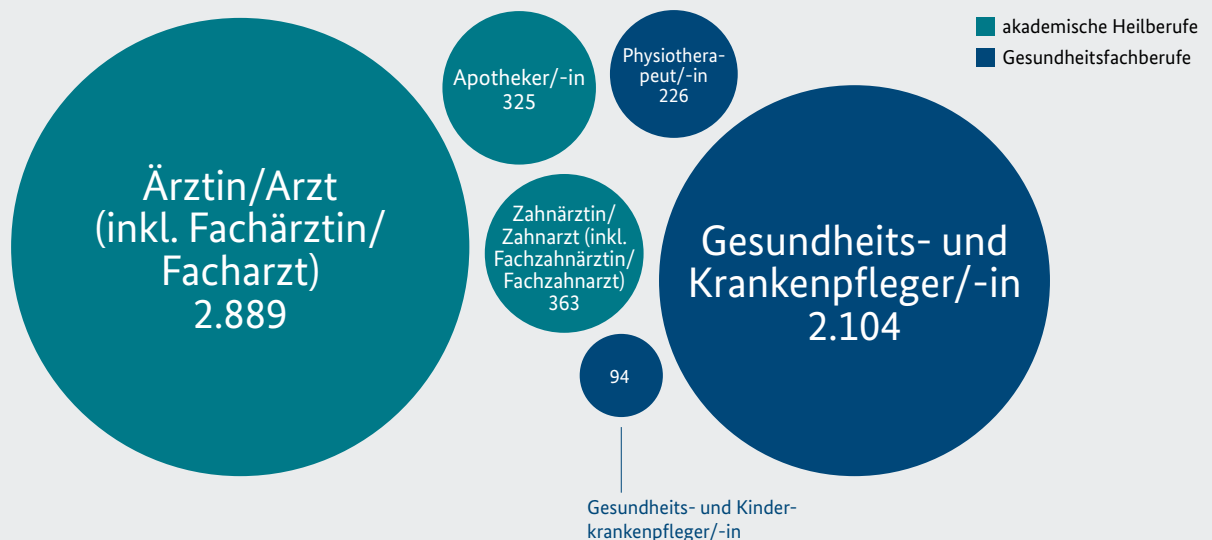 akademische Heilberufe
Gesundheitsfachberufe
Apotheker/-in
325
Physiothera-
peut/-in
226
Ärztin/Arzt
(inkl. Fachärztin/
Facharzt)
2.889
Zahnärztin/
Zahnarzt (inkl.
Fachzahnärztin/
Fachzahnarzt)
363
Gesundheits- und
Krankenpfleger/-in
2.104
94
Gesundheits- und Kinder-
krankenpfleger/-in